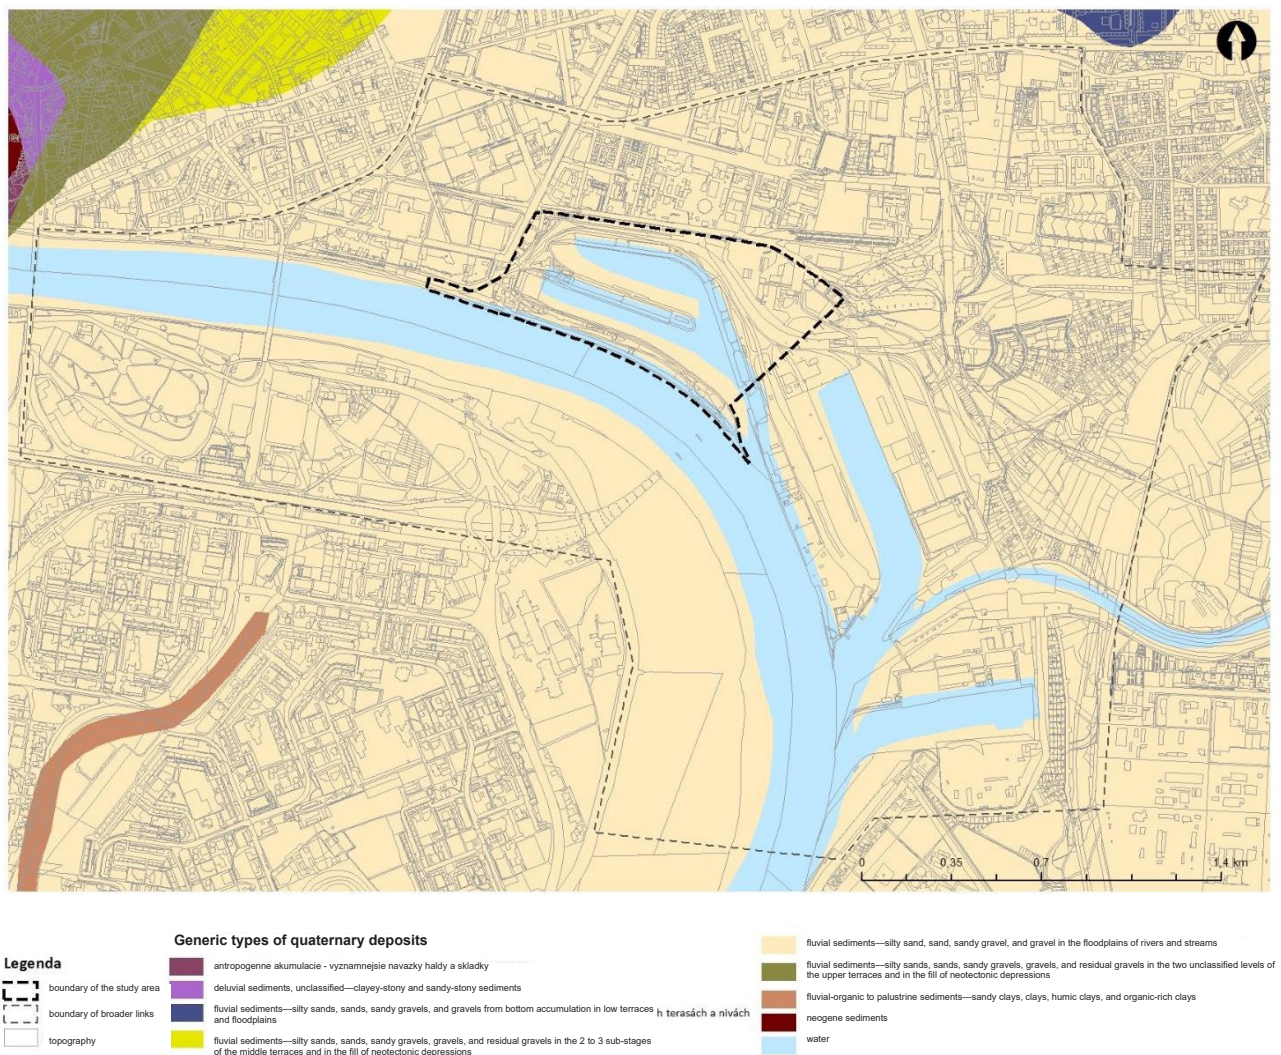 0 0.35 0.7 1,4 km
Legenda
boundary of the study area
boundary of broader links
topography
Generic types of quaternary deposits
antropogenne akumulacie - vyznamnejsie navazky haldy a skladky
deluvial sediments, unclassified—clayey-stony and sandy-stony sediments
fluvial sediments—silty sands, sands, sandy gravels, and gravels from bottom accumulation in low terraces
and floodplains
h terasách a nivách
fluvial sediments—silty sands, sands, sandy gravels, gravels, and residual gravels in the 2 to 3 sub-stages
of the middle terraces and in the fill of neotectonic depressions
fluvial sediments—silty sand, sand, sandy gravel, and gravel in the floodplains of rivers and streams
fluvial sediments—silty sands, sands, sandy gravels, gravels, and residual gravels in the two unclassified levels of
the upper terraces and in the fill of neotectonic depressions
fluvial-organic to palustrine sediments—sandy clays, clays, humic clays, and organic-rich clays
neogene sediments
water